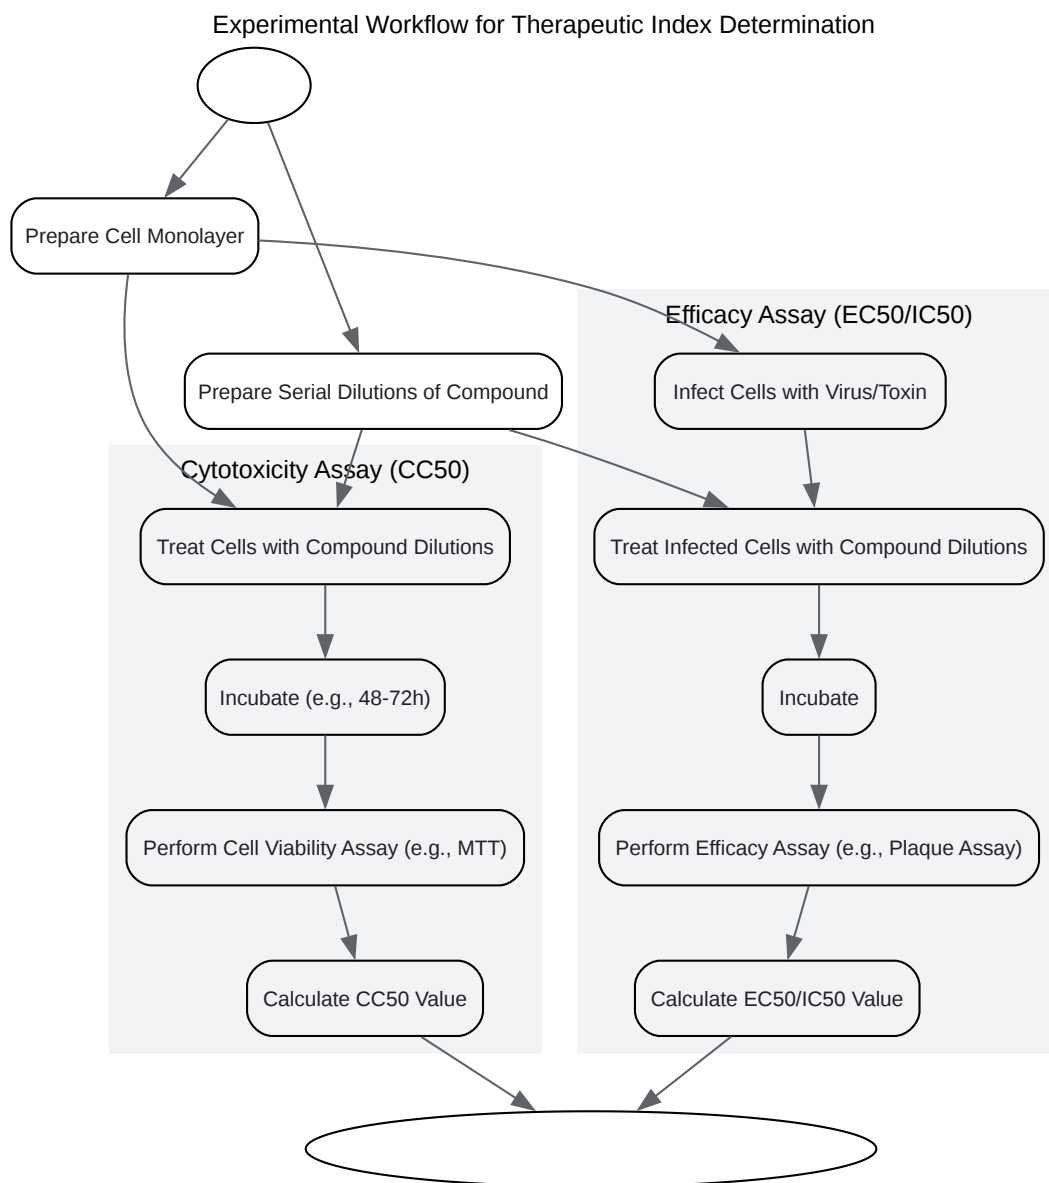 Experimental Workflow for Therapeutic Index Determination
Prepare Cell Monolayer
Efficacy Assay (EC50/IC50)
Prepare Serial Dilutions of Compound
Infect Cells with Virus/Toxin
Cytotoxicity Assay (CC50)
Treat Cells with Compound Dilutions
Treat Infected Cells with Compound Dilutions
Incubate (e.g., 48-72h)
Incubate
Perform Cell Viability Assay (e.g., MTT)
Perform Efficacy Assay (e.g., Plaque Assay)
Calculate CC50 Value
Calculate EC50/IC50 Value